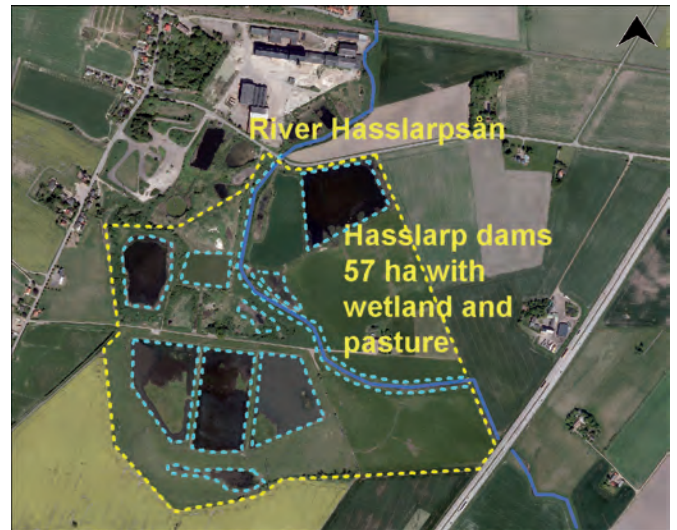 River Hasslarpsån
Hasslarp dams
57 ha with
wetland and
pasture